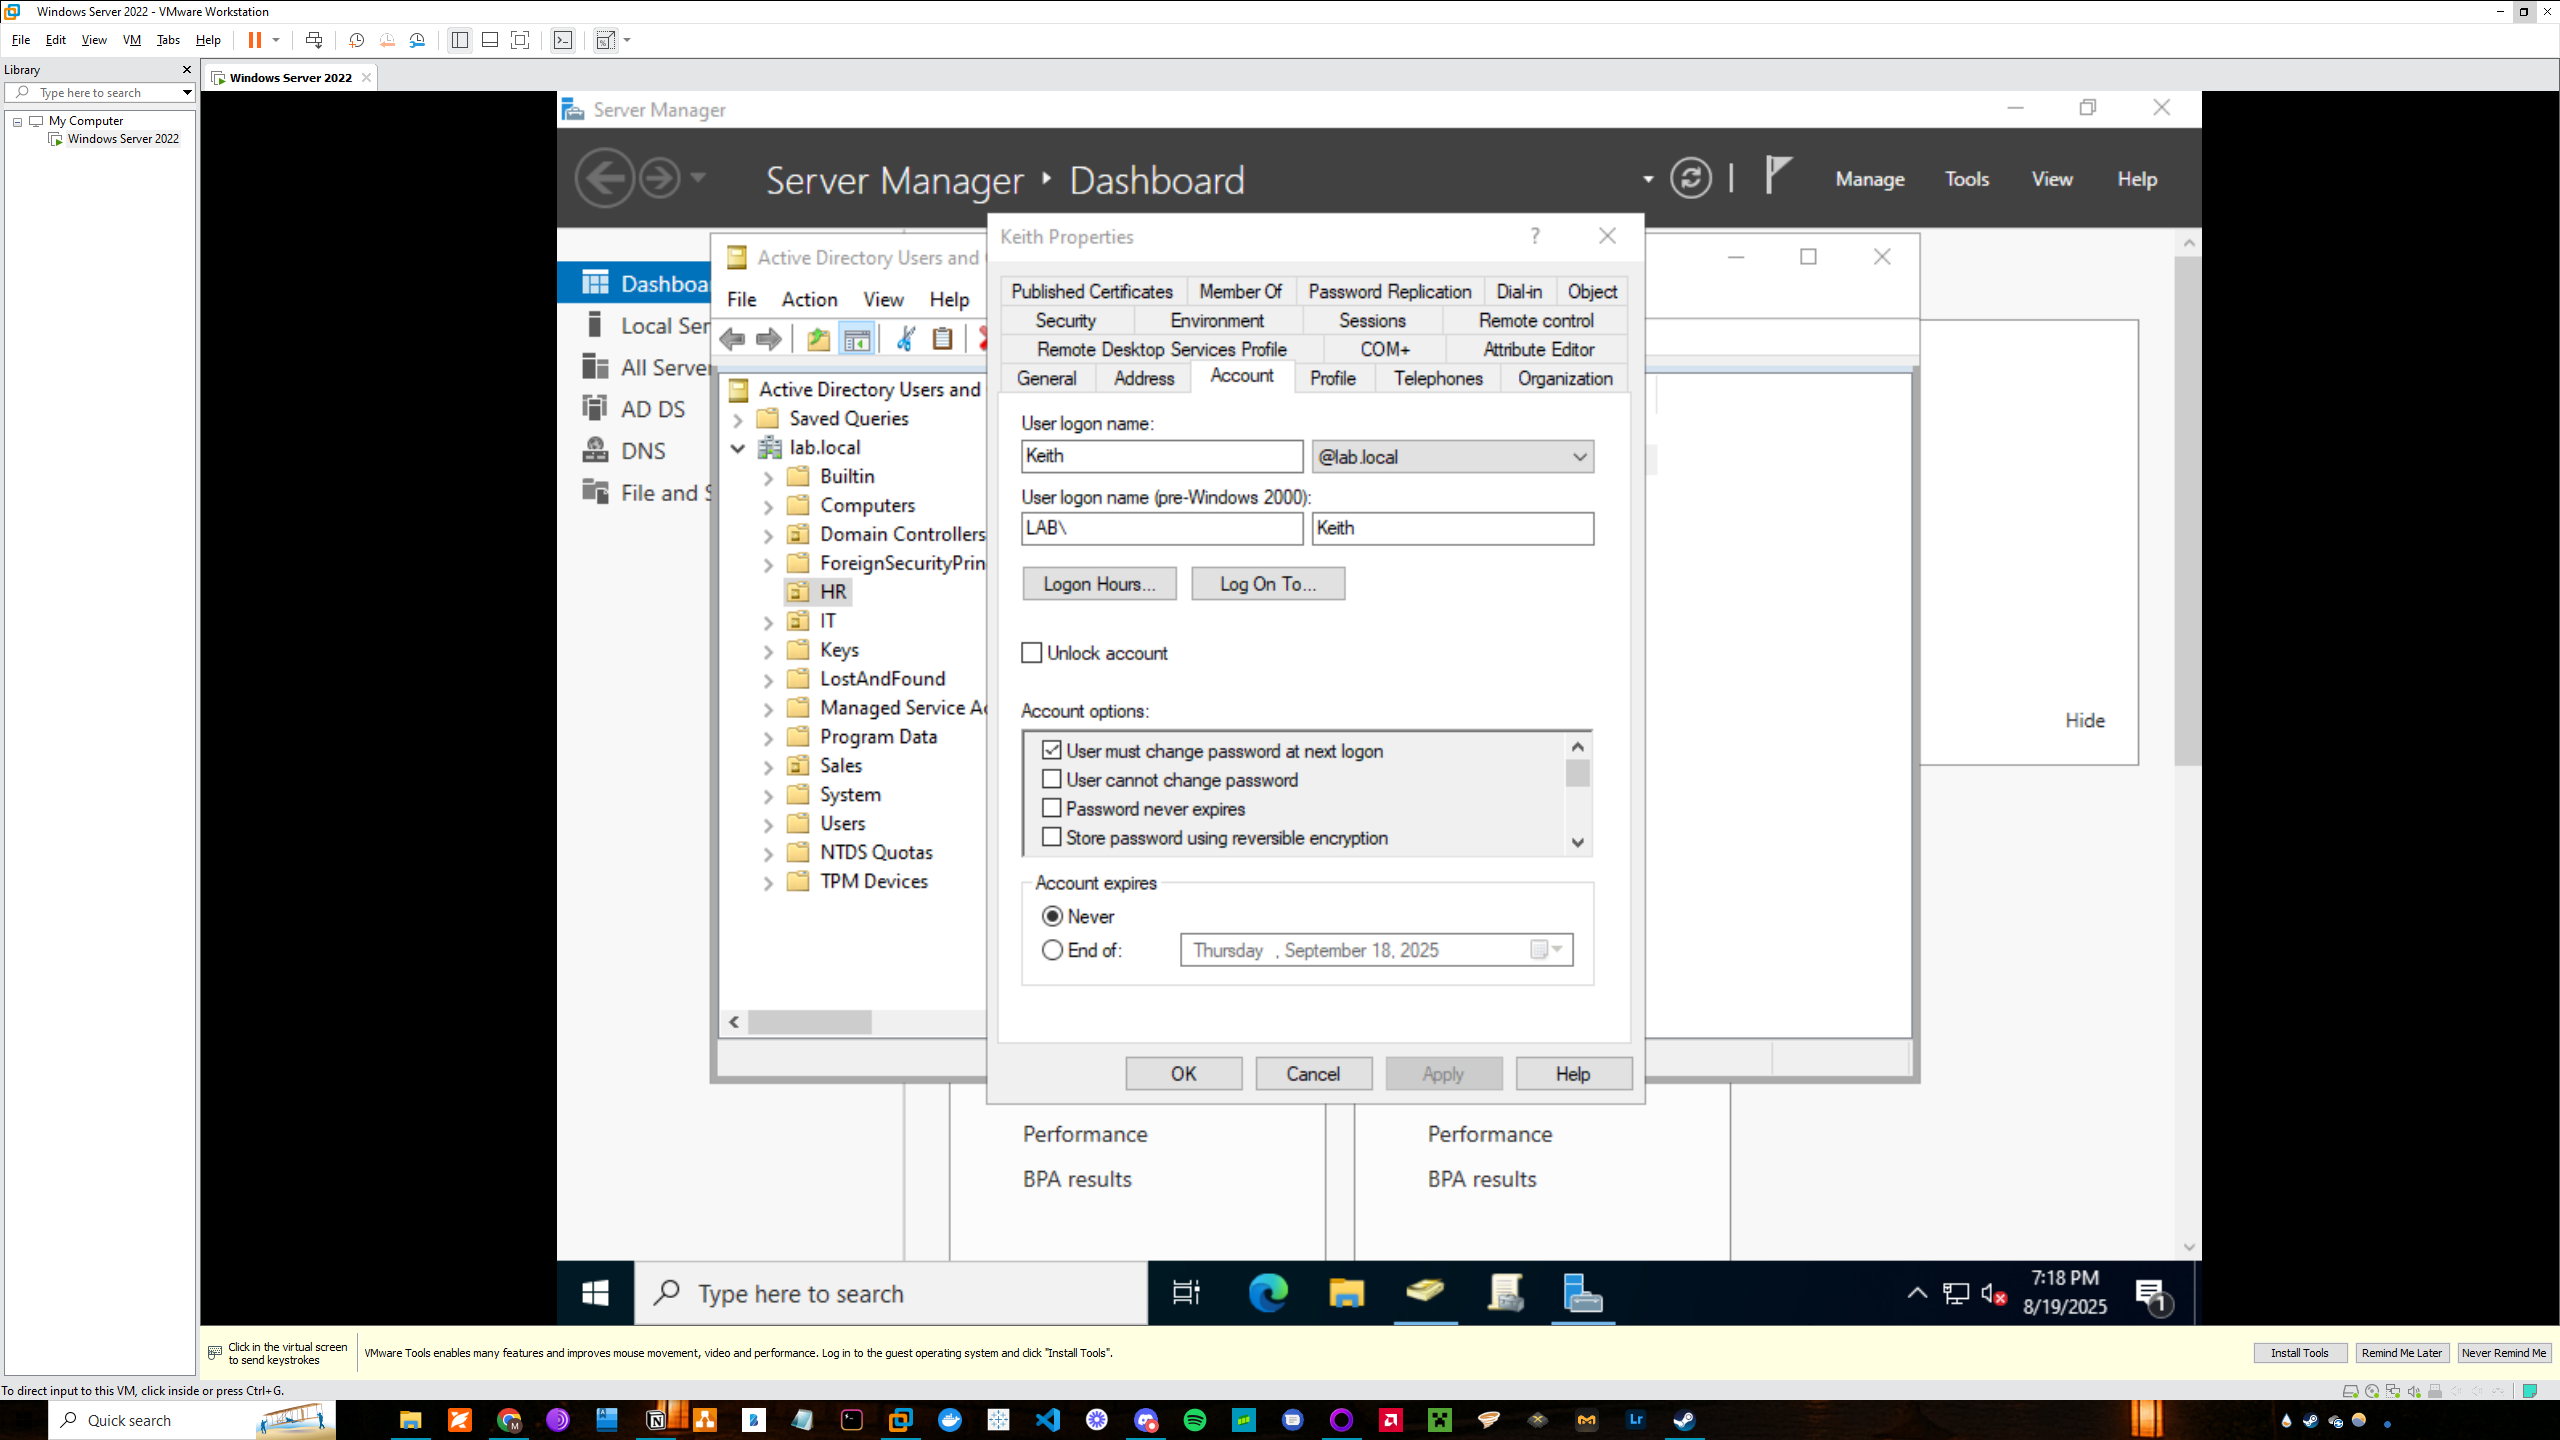 Windows Server 2022 - VMware Workstation
File Edit View VM Tabs Help
Library
Type here to search
My Computer
Windows Server 2022
Windows Server 2022
Server Manager
Server Manager Dashboard
Manage Tools View Help
Dashboa
Local Ser
All Server
AD DS
DNS
File and S
Active Directory Users and
File Action View Help
Active Directory Users and
Saved Queries
lab.local
Builtin
Computers
Domain Controllers
ForeignSecurityPrin
HR
IT
Keys
LostAndFound
Managed Service Ac
Program Data
Sales
System
Users
NTDS Quotas
TPM Devices
Keith Properties
Published Certificates Member Of Password Replication Dial-in Object
Security Environment Sessions Remote control
Remote Desktop Services Profile COM+ Attribute Editor
General Address Account Profile Telephones Organization
User logon name:
Keith @lab.local
User logon name (pre-Windows 2000):
LAB\ Keith
Logon Hours... Log On To...
Unlock account
Account options:
User must change password at next logon
User cannot change password
Password never expires
Store password using reversible encryption
Account expires
Never
End of: Thursday , September 18, 2025
OK Cancel Apply Help
Hide
Performance
BPA results
Performance
BPA results
Type here to search
7:18 PM
8/19/2025
1
Click in the virtual screen
to send keystrokes
VMware Tools enables many features and improves mouse movement, video and performance. Log in to the guest operating system and click "Install Tools".
Install Tools Remind Me Later Never Remind Me
To direct input to this VM, click inside or press Ctrl+G.
Quick search
Lr